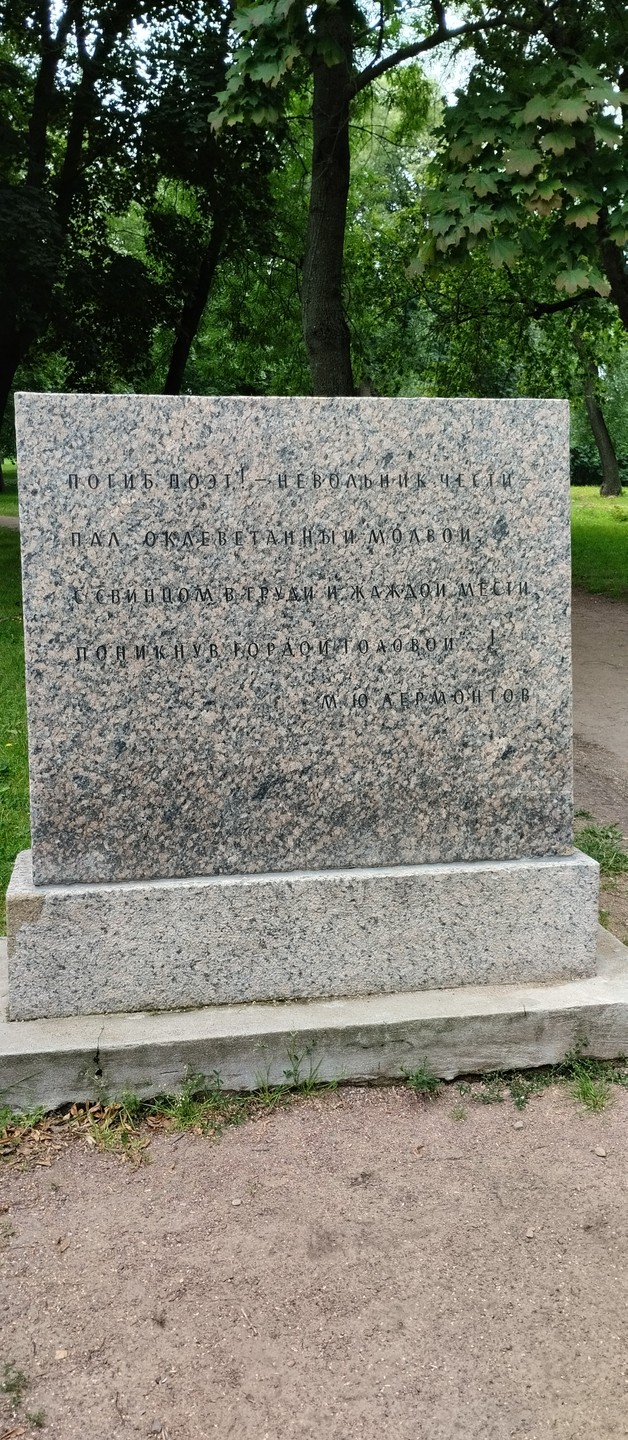 ПОГИБ ПОЭТ! – НЕВОЛЬНИК ЧЕСТИ –
ПАЛ, ОКЛЕВЕТАННЫЙ МОЛВОЙ,
С СВИНЦОМ В ГРУДИ И ЖАЖДОЙ МЕСТИ,
ПОНИКНУВ ГОРДОЙ ГОЛОВОЙ...!
М.Ю.ЛЕРМОНТОВ